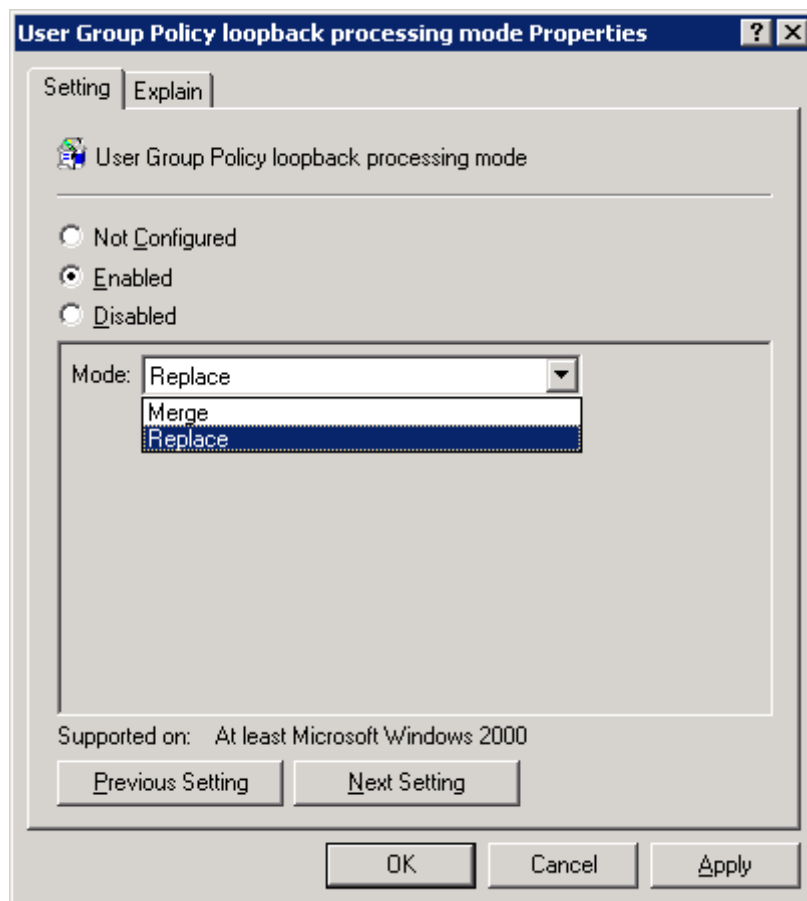 User Group Policy loopback processing mode Properties
Setting Explain
User Group Policy loopback processing mode
Not Configured
Enabled
Disabled
Mode: Replace
Merge
Replace
Supported on: At least Microsoft Windows 2000
Previous Setting Next Setting
OK Cancel Apply